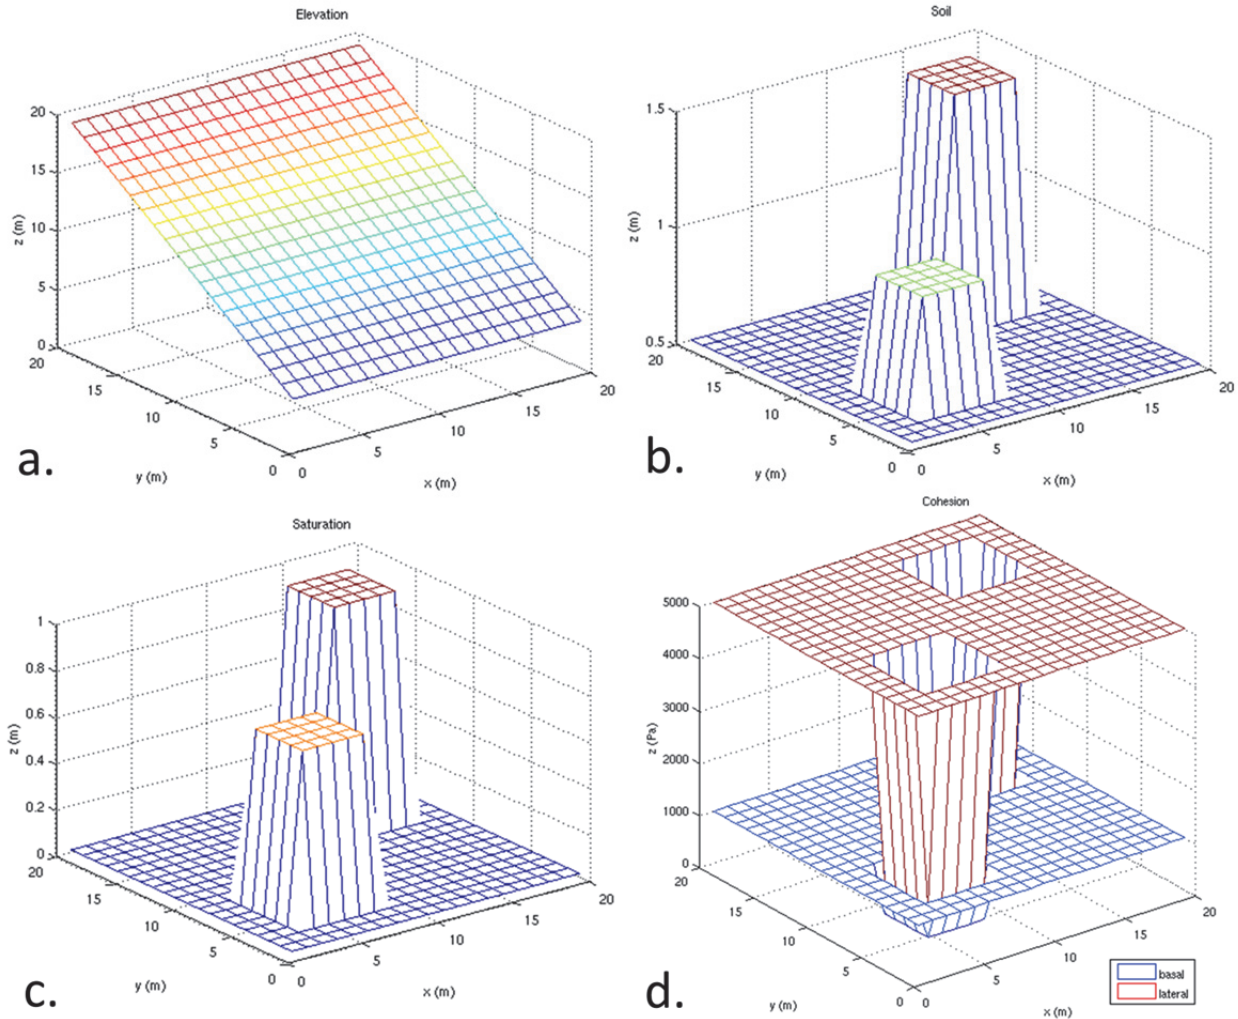 Elevation
20
15
10
5
0
z (m)
20
15
10
5
0
y (m)
0
5
10
15
20
x (m)
a.
Soil
1.5
1
0.5
z (m)
20
15
10
5
0
y (m)
0
5
10
15
20
x (m)
b.
Saturation
1
0.8
0.6
0.4
0.2
0
z (m)
20
15
10
5
0
y (m)
0
5
10
15
20
x (m)
c.
Cohesion
5000
4000
3000
2000
1000
0
z (Pa)
20
15
10
5
0
y (m)
0
5
10
15
20
x (m)
d.
basal
lateral